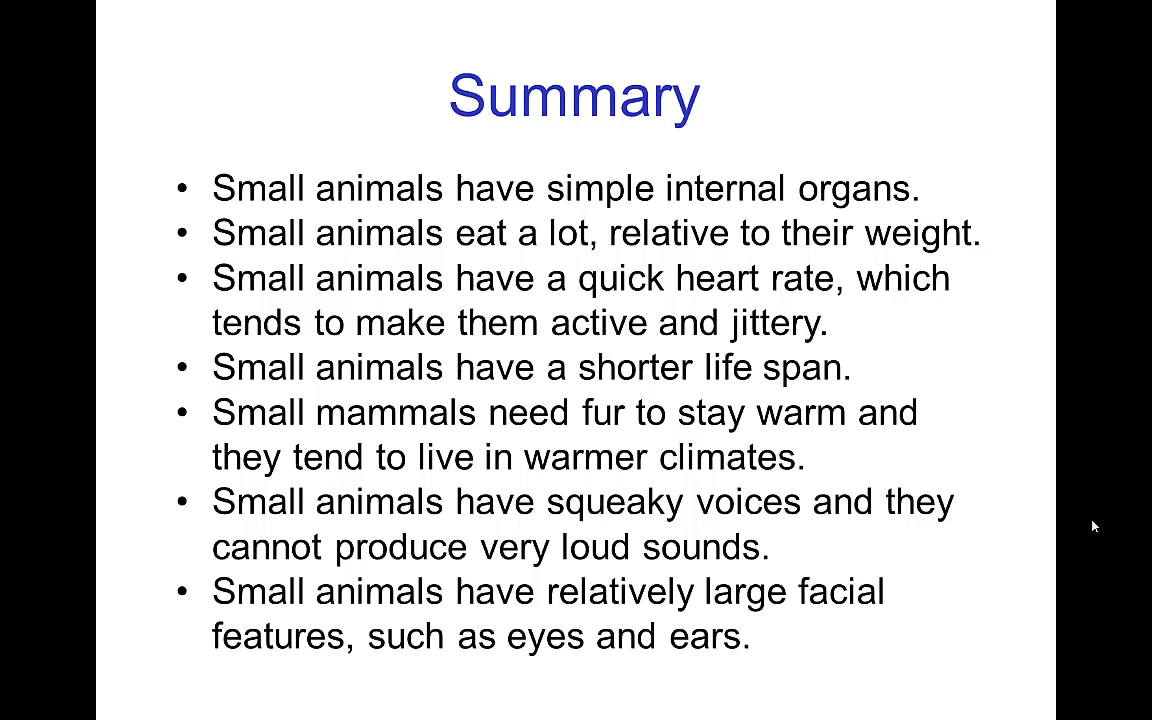 Summary
• Small animals have simple internal organs.
• Small animals eat a lot, relative to their weight.
• Small animals have a quick heart rate, which
tends to make them active and jittery.
• Small animals have a shorter life span.
• Small mammals need fur to stay warm and
they tend to live in warmer climates.
• Small animals have squeaky voices and they
cannot produce very loud sounds.
• Small animals have relatively large facial
features, such as eyes and ears.